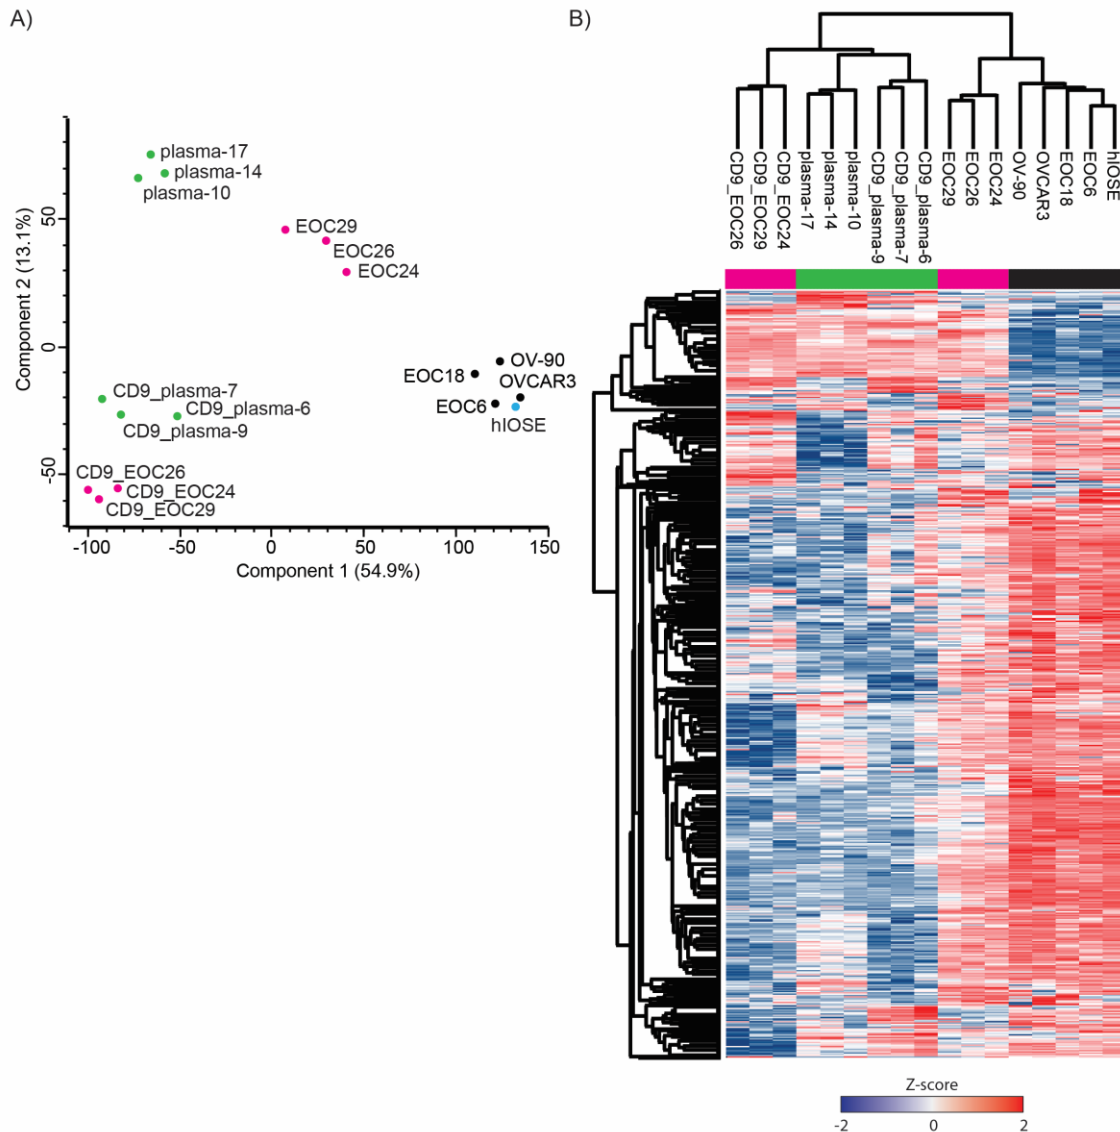 A)
plasma-17
plasma-14
plasma-10
EOC29
EOC26
EOC24
OV-90
EOC18
OVCAR3
EOC6
hIOSE
CD9_plasma-7
CD9_plasma-6
CD9_plasma-9
CD9_EOC26
CD9_EOC24
CD9_EOC29
50
0
-50
Component 2 (13.1%)
-100
-50
0
50
100
150
Component 1 (54.9%)
B)
CD9_EOC26
CD9_EOC29
CD9_EOC24
plasma-17
plasma-14
plasma-10
CD9_plasma-9
CD9_plasma-7
CD9_plasma-6
EOC29
EOC26
EOC24
OV-90
OVCAR3
EOC18
EOC6
hIOSE
Z-score
-2
0
2